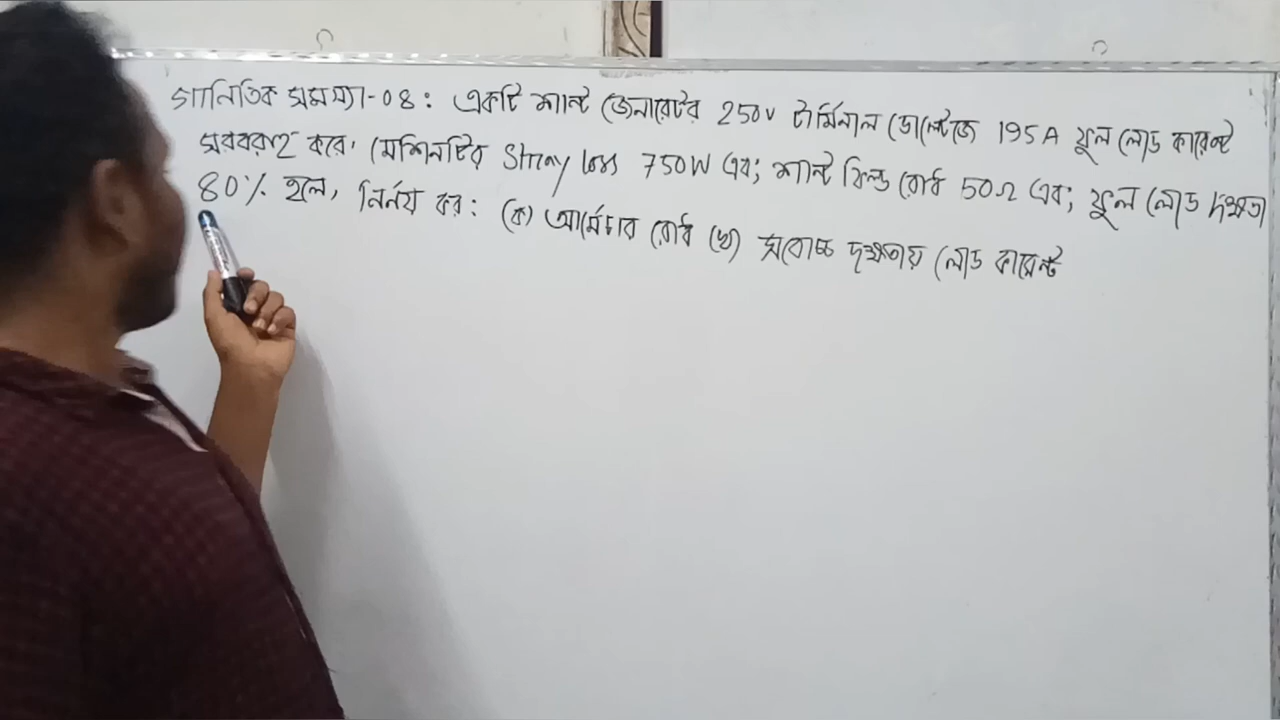 গানিতিক সমস্যা-০৪: একটি শান্ট জেনারেটর 250V টার্মিনাল ভোল্টেজে 195A ফুল লোড কারেন্ট
সরবরাহ করে। মেশিনটির Stray loss 750W এবং শান্ট ফিল্ড রোধ 50Ω এবং ফুল লোড দক্ষতা
80% হলে, নির্নয় কর: (ক) আর্মেচার রোধ (খ) সর্বোচ্চ দক্ষতায় লোড কারেন্ট